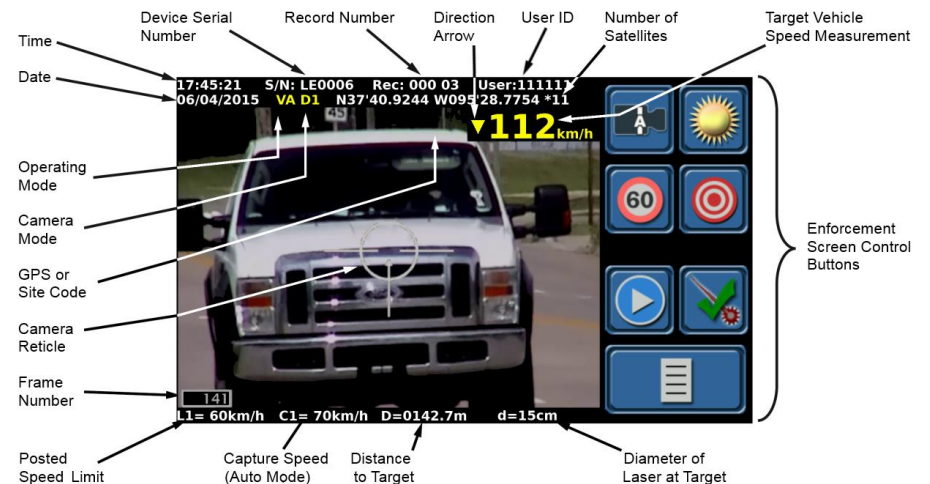 Time
Date
Device Serial
Number
Record Number
Direction
Arrow
User ID
Number of
Satellites
Target Vehicle
Speed Measurement
17:45:21 S/N: LE0006 Rec: 000 03 User:111111
06/04/2015 VA D1 N37'40.9244 W095'28.7754 *11
45
▼112km/h
A
60
Operating
Mode
Camera
Mode
GPS or
Site Code
Camera
Reticle
Frame
Number
Enforcement
Screen Control
Buttons
141
L1= 60km/h C1= 70km/h D=0142.7m d=15cm
Posted
Speed Limit
Capture Speed
(Auto Mode)
Distance
to Target
Diameter of
Laser at Target